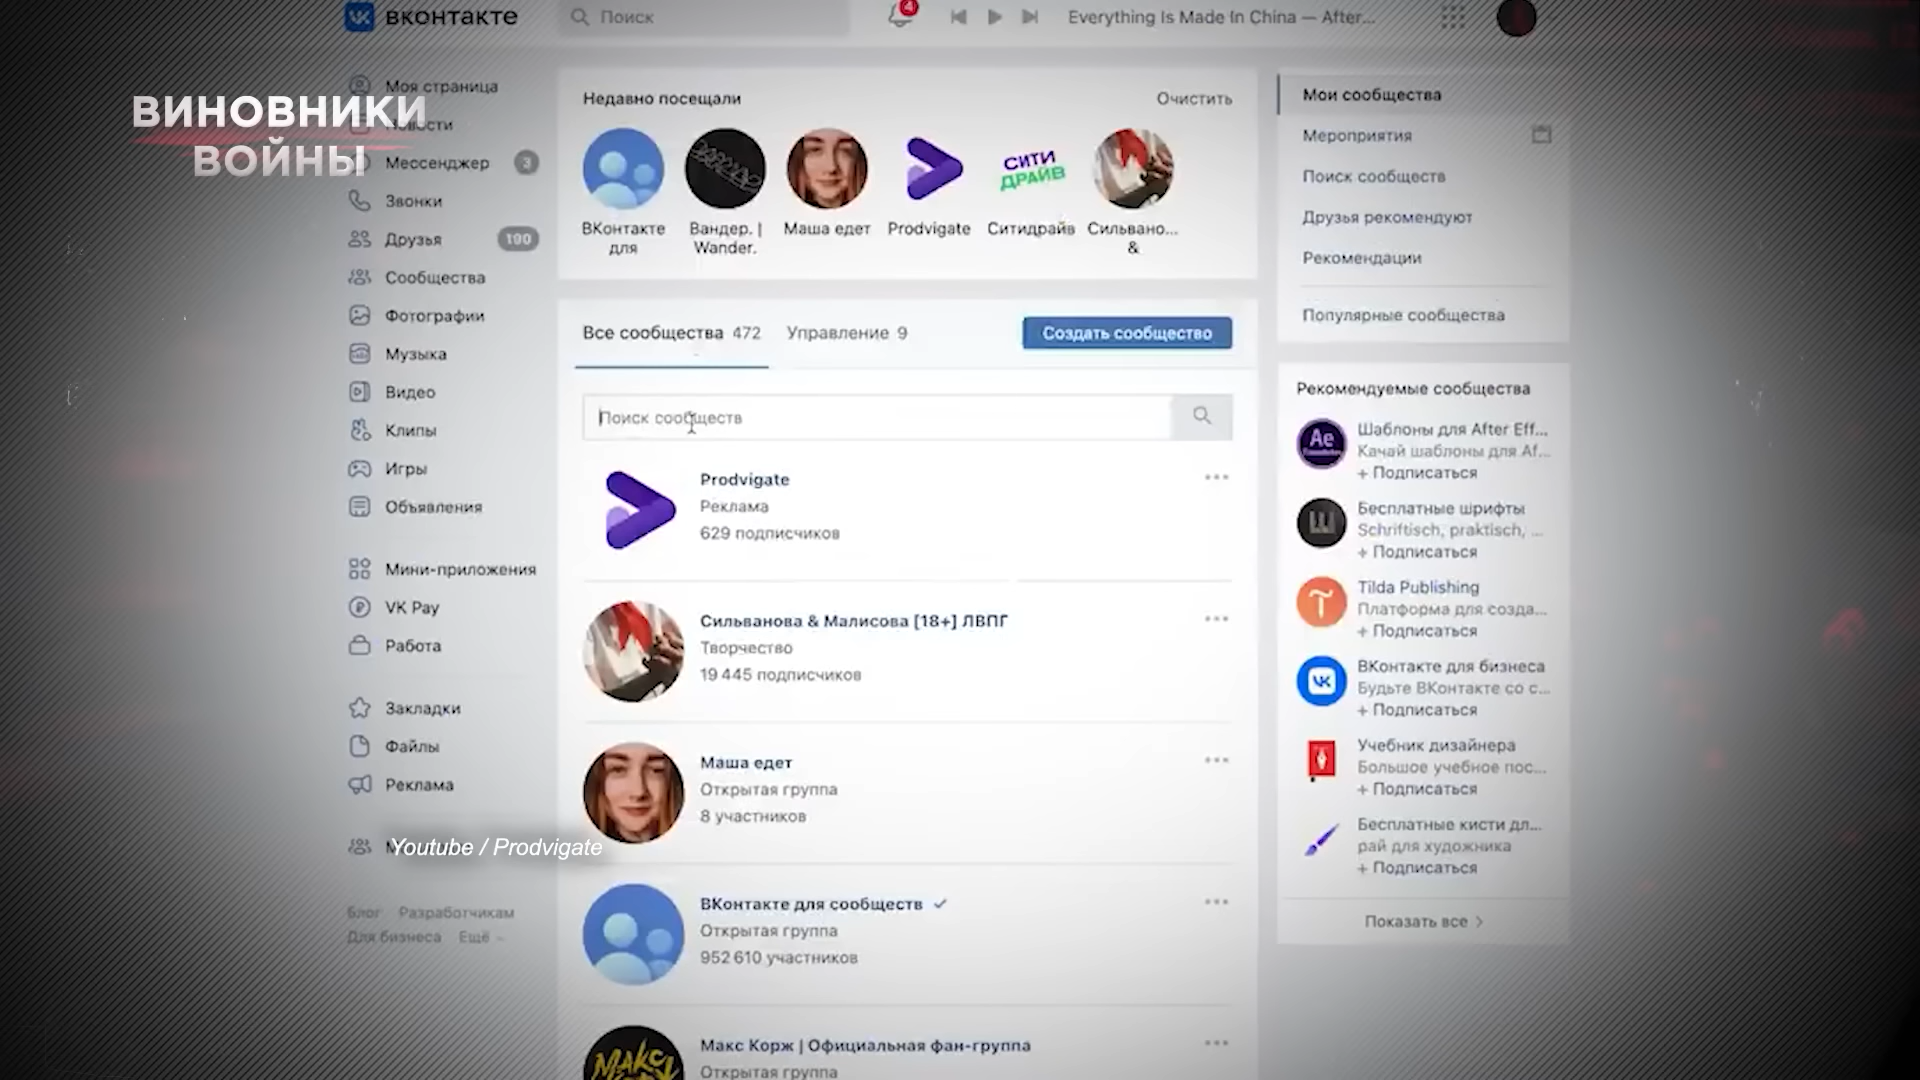 вконтакте
Поиск
4
Everything Is Made In China — After...
ВИНОВНИКИ
ВОЙНЫ
Моя страница
Новости
Мессенджер 3
Звонки
Друзья 190
Сообщества
Фотографии
Музыка
Видео
Клипы
Игры
Объявления
Мини-приложения
VK Pay
Работа
Закладки
Файлы
Реклама
Youtube / Prodvigate
Блог Разработчикам
Для бизнеса Ещё
Недавно посещали Очистить
СИТИ
ДРАЙВ
ВКонтакте
для
Вандер. |
Wander.
Маша едет
Prodvigate
Ситидрайв
Сильвано...
&
Все сообщества 472 Управление 9 Создать сообщество
Поиск сообществ
Prodvigate
Реклама
629 подписчиков
Сильванова & Малисова [18+] ЛВПГ
Творчество
19 445 подписчиков
Маша едет
Открытая группа
8 участников
ВКонтакте для сообществ
Открытая группа
952 610 участников
Макс Корж | Официальная фан-группа
Открытая группа
Мои сообщества
Мероприятия
Поиск сообществ
Друзья рекомендуют
Рекомендации
Популярные сообщества
Рекомендуемые сообщества
Ae
Шаблоны для After Eff...
Качай шаблоны для Af...
+ Подписаться
Бесплатные шрифты
Schriftisch, praktisch, ...
+ Подписаться
Tilda Publishing
Платформа для созда...
+ Подписаться
ВКонтакте для бизнеса
Будьте ВКонтакте со с...
+ Подписаться
Учебник дизайнера
Большое учебное пос...
+ Подписаться
Бесплатные кисти дл...
рай для художника
+ Подписаться
Показать все